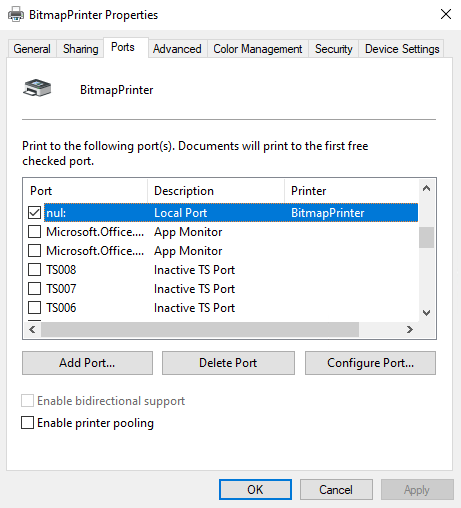 BitmapPrinter Properties
General Sharing Ports Advanced Color Management Security Device Settings
BitmapPrinter
Print to the following port(s). Documents will print to the first free
checked port.
Port Description Printer
nul: Local Port BitmapPrinter
Microsoft.Office.... App Monitor
Microsoft.Office.... App Monitor
TS008 Inactive TS Port
TS007 Inactive TS Port
TS006 Inactive TS Port
Add Port... Delete Port Configure Port...
Enable bidirectional support
Enable printer pooling
OK Cancel Apply